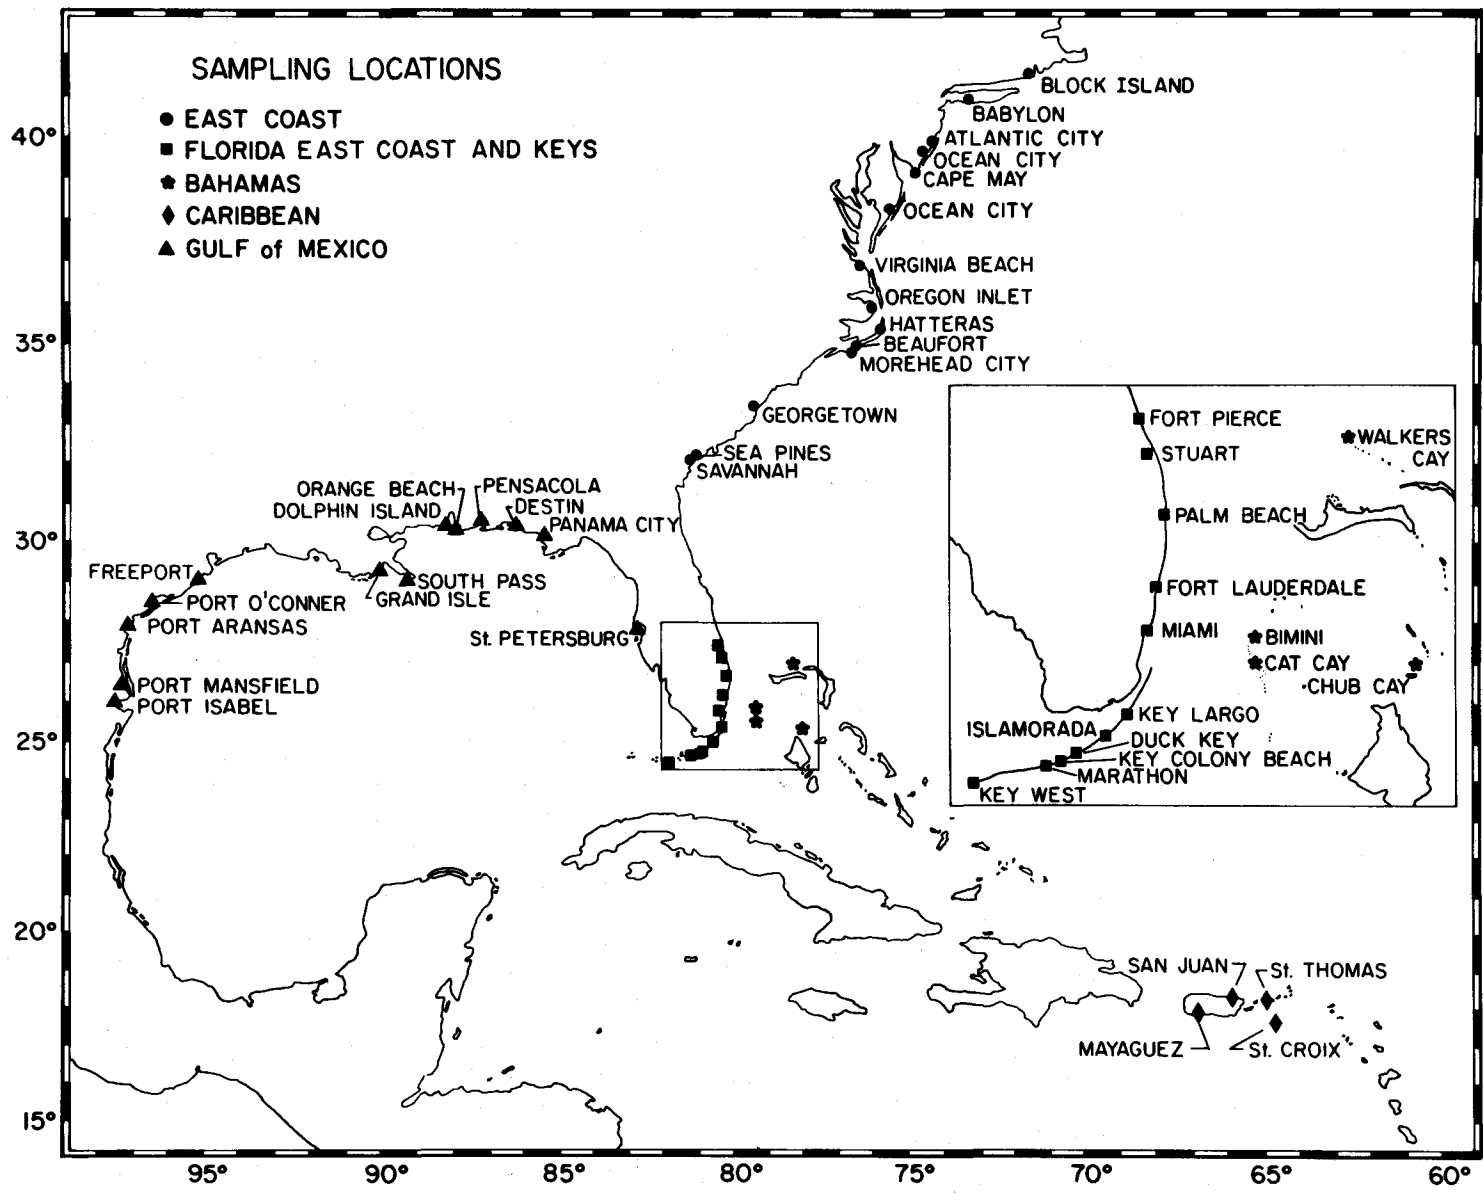 SAMPLING LOCATIONS
● EAST COAST
■ FLORIDA EAST COAST AND KEYS
★ BAHAMAS
♦ CARIBBEAN
▲ GULF of MEXICO
BLOCK ISLAND
BABYLON
ATLANTIC CITY
OCEAN CITY
CAPE MAY
OCEAN CITY
VIRGINIA BEACH
OREGON INLET
HATTERAS
BEAUFORT
MOREHEAD CITY
GEORGETOWN
SEA PINES
SAVANNAH
ORANGE BEACH
PENSACOLA
DOLPHIN ISLAND
DESTIN
PANAMA CITY
FREEPORT
SOUTH PASS
GRAND ISLE
PORT O'CONNER
PORT ARANSAS
St. PETERSBURG
PORT MANSFIELD
PORT ISABEL
FORT PIERCE
WALKERS
CAY
STUART
PALM BEACH
FORT LAUDERDALE
MIAMI
BIMINI
CAT CAY
CHUB CAY
KEY LARGO
ISLAMORADA
DUCK KEY
KEY COLONY BEACH
MARATHON
KEY WEST
SAN JUAN
St. THOMAS
MAYAGUEZ
St. CROIX
40°
35°
30°
25°
20°
15°
95°
90°
85°
80°
75°
70°
65°
60°